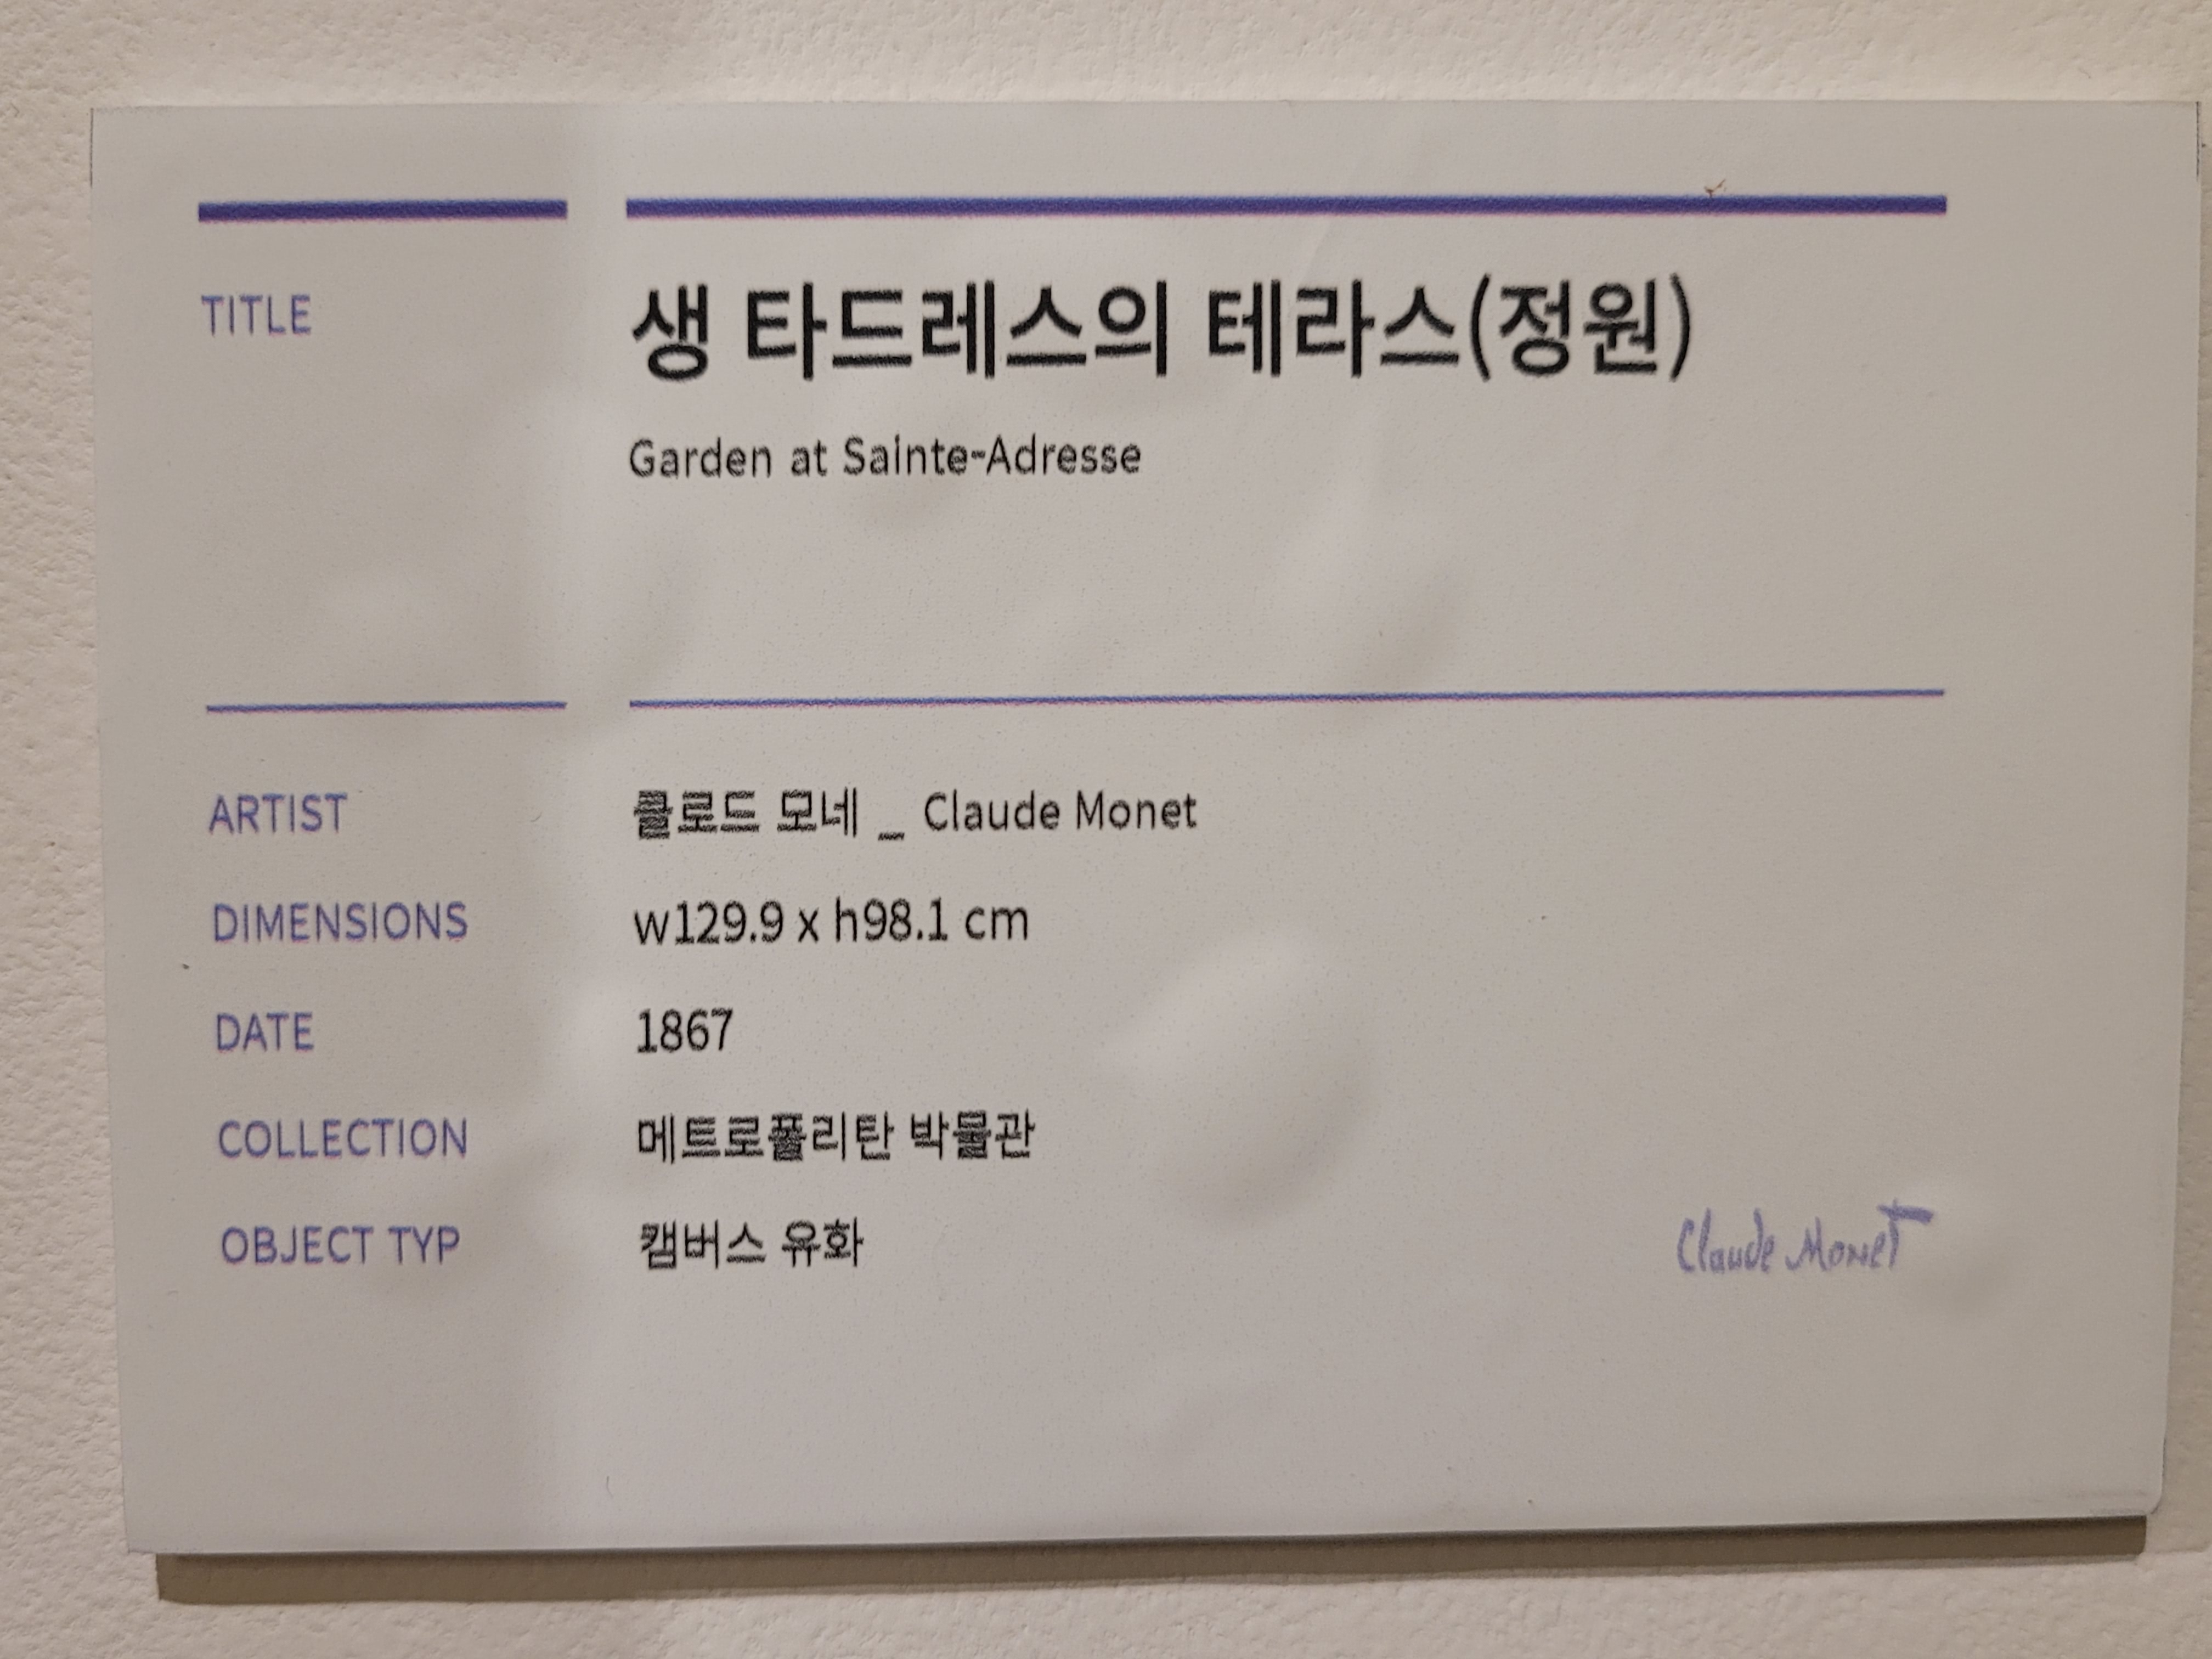 TITLE 생 타드레스의 테라스(정원)
Garden at Sainte-Adresse
ARTIST 클로드 모네 _ Claude Monet
DIMENSIONS w129.9 x h98.1 cm
DATE 1867
COLLECTION 메트로폴리탄 박물관
OBJECT TYP 캔버스 유화
Claude Monet